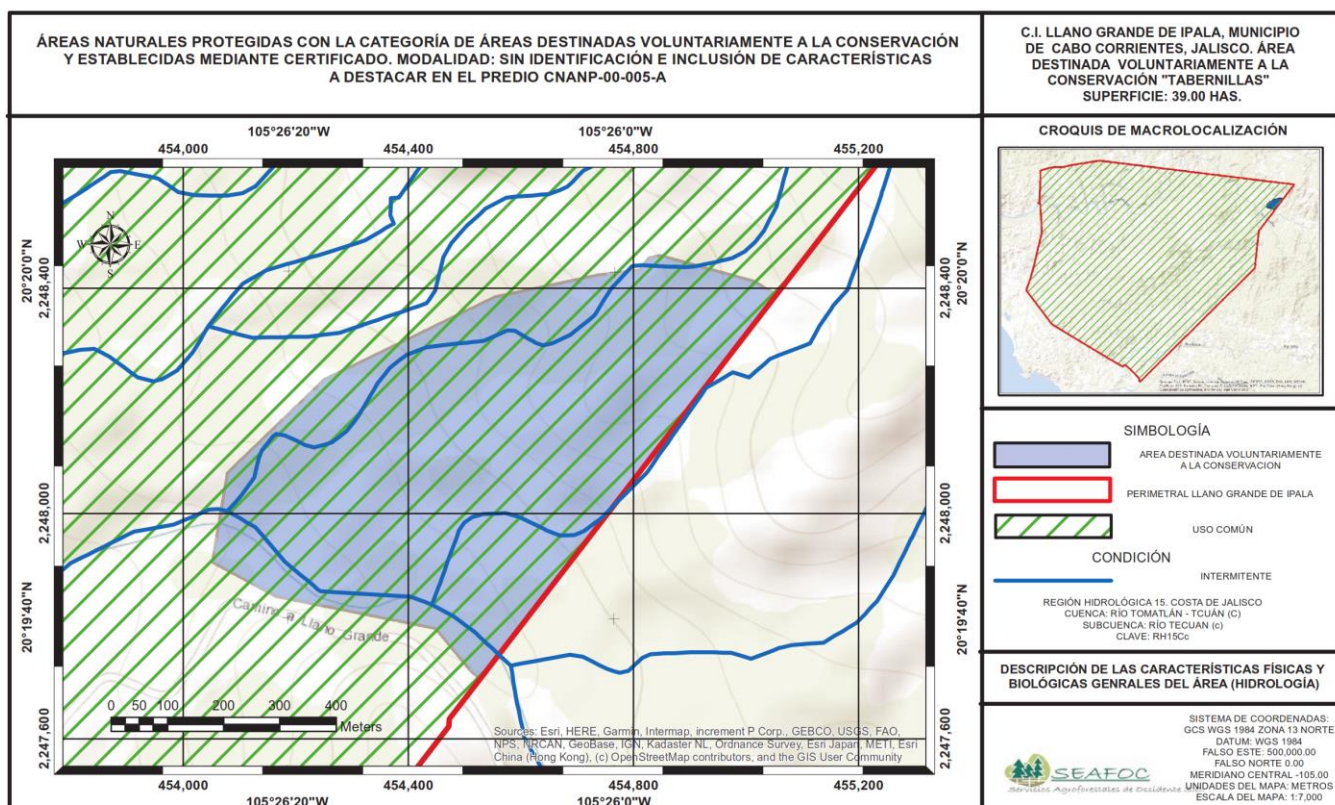 ÁREAS NATURALES PROTEGIDAS CON LA CATEGORÍA DE ÁREAS DESTINADAS VOLUNTARIAMENTE A LA CONSERVACIÓN
Y ESTABLECIDAS MEDIANTE CERTIFICADO. MODALIDAD: SIN IDENTIFICACIÓN E INCLUSIÓN DE CARACTERÍSTICAS
A DESTACAR EN EL PREDIO CNANP-00-005-A
C.I. LLANO GRANDE DE IPALA, MUNICIPIO
DE CABO CORRIENTES, JALISCO. ÁREA
DESTINADA VOLUNTARIAMENTE A LA
CONSERVACIÓN "TABERNILLAS"
SUPERFICIE: 39.00 HAS.
105°26'20"W 105°26'0"W
454,000 454,400 454,800 455,200
N
W E
S
20°20'0"N
2,248,400
2,248,000
20°19'40"N
2,247,600
20°20'0"N
2,248,400
2,248,000
20°19'40"N
2,247,600
Camino a Llano Grande
0 50 100 200 300 400
Meters
Sources: Esri, HERE, Garmin, Intermap, increment P Corp., GEBCO, USGS, FAO,
NPS, NRCAN, GeoBase, IGN, Kadaster NL, Ordnance Survey, Esri Japan, METI, Esri
China (Hong Kong), (c) OpenStreetMap contributors, and the GIS User Community
454,000 454,400 454,800 455,200
105°26'20"W 105°26'0"W
CROQUIS DE MACROLOCALIZACIÓN
SIMBOLOGÍA
AREA DESTINADA VOLUNTARIAMENTE
A LA CONSERVACION
PERIMETRAL LLANO GRANDE DE IPALA
USO COMÚN
CONDICIÓN
INTERMITENTE
REGIÓN HIDROLÓGICA 15. COSTA DE JALISCO
CUENCA: RÍO TOMATLÁN - TCUÁN (C)
SUBCUENCA: RÍO TECUAN (c)
CLAVE: RH15Cc
DESCRIPCIÓN DE LAS CARACTERÍSTICAS FÍSICAS Y
BIOLÓGICAS GENRALES DEL ÁREA (HIDROLOGÍA)
SEAFOC
Servicios Agroforestales de Occidente
SISTEMA DE COORDENADAS:
GCS WGS 1984 ZONA 13 NORTE
DATUM: WGS 1984
FALSO ESTE: 500,000.00
FALSO NORTE 0.00
MERIDIANO CENTRAL -105.00
UNIDADES DEL MAPA: METROS
ESCALA DEL MAPA: 1:7,000